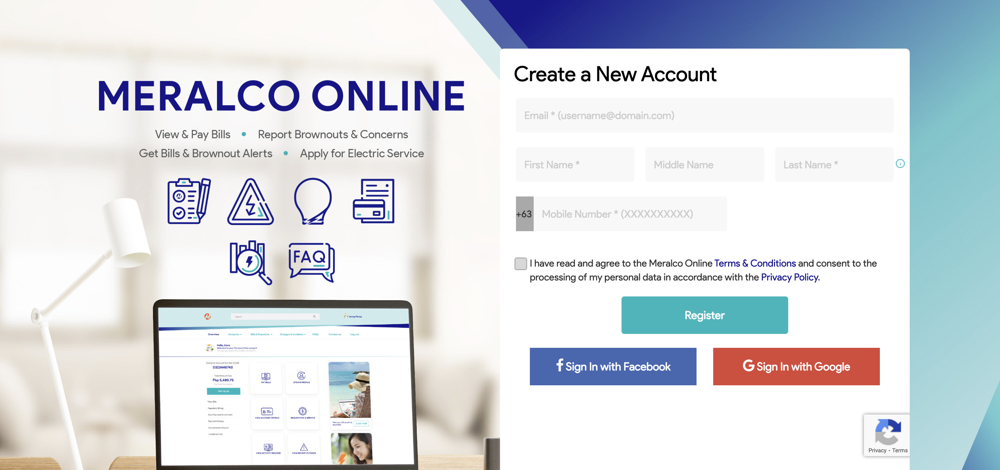 MERALCO ONLINE
View & Pay Bills • Report Brownouts & Concerns
Get Bills & Brownout Alerts • Apply for Electric Service
FAQ
Search
Anna Perez
Overview Accounts Bills & Payments Outages & Incidents FAQs Contact us Log out
Hello, Anna
Welcome to your Meralco Online account!
Customer Account Number (CAN)
0323448743
Total Amount Due
Php 5,480.75
PAY NOW
View Bills
Paperless Billing
Auto Payment Enrolment
Payment History
Consumption Report
Installment Bill
PAY BILLS
UPDATE PROFILE
VIEW ACCOUNT DETAILS
REQUEST FOR A SERVICE
VIEW ACTIVITY TRACKER
VIEW/REPORT OUTAGES
View your bills anytime,
anywhere.
CLICK HERE
Create a New Account
Email * (username@domain.com)
First Name * Middle Name Last Name *
+63 Mobile Number * (XXXXXXXXXX)
I have read and agree to the Meralco Online Terms & Conditions and consent to the
processing of my personal data in accordance with the Privacy Policy.
Register
f Sign In with Facebook
G Sign In with Google
Privacy - Terms